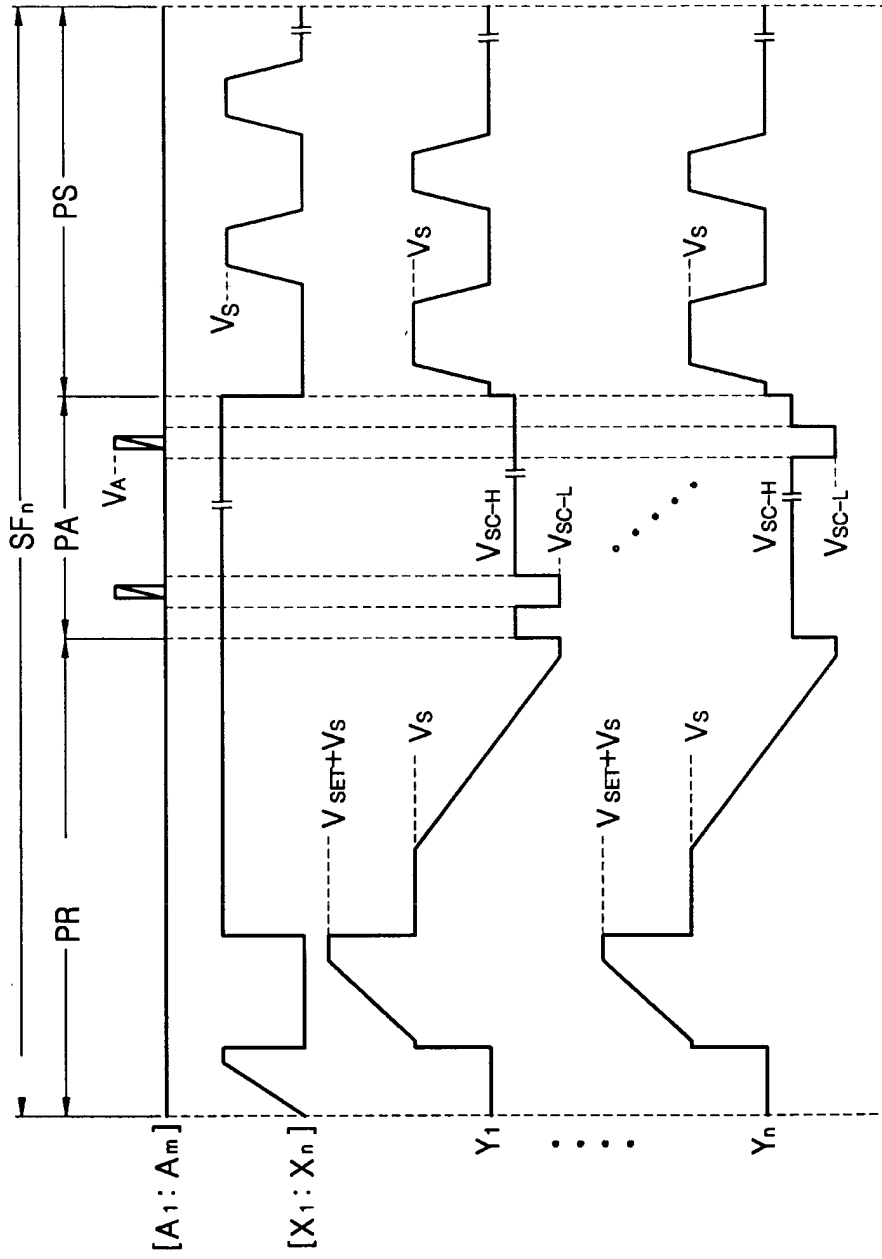 SFn
PR
PA
PS
[A1 : Am]
VA
[X1 : Xn]
VS
Y1
VSET+VS
VS
VSC-H
VSC-L
VS
Yn
VSET+VS
VS
VSC-H
VSC-L
VS